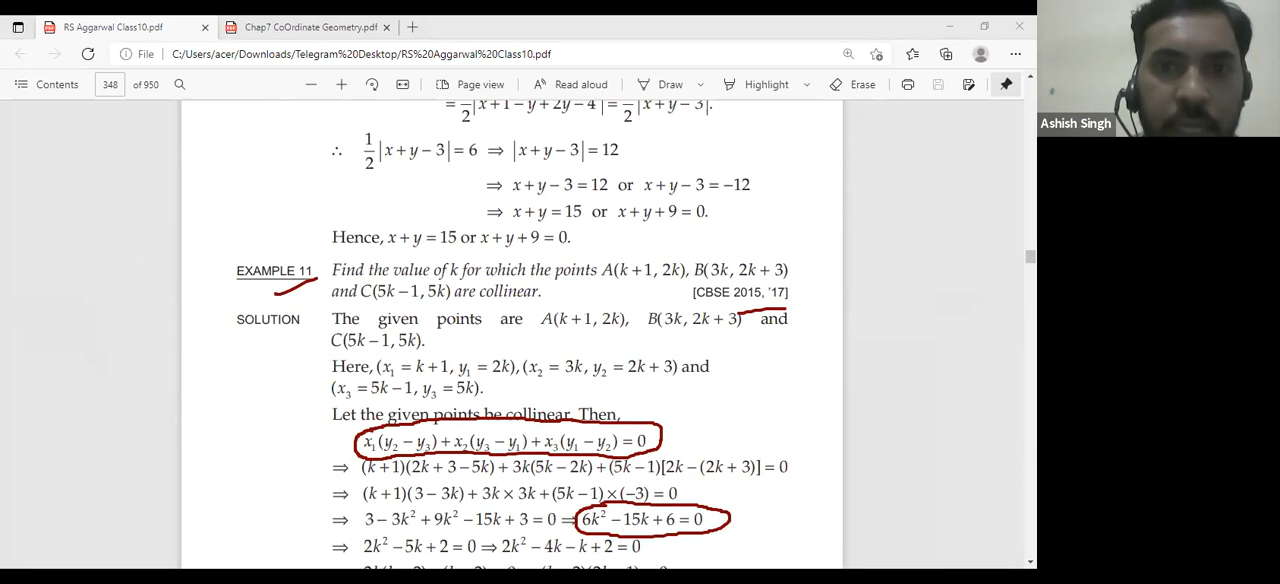 RS Aggarwal Class10.pdf
Chap7 CoOrdinate Geometry.pdf
File
C:/Users/acer/Downloads/Telegram%20Desktop/RS%20Aggarwal%20Class10.pdf
Contents 348 of 950 Page view Read aloud Draw Highlight Erase
Ashish Singh
= 1/2 |x + 1 − y + 2y − 4| = 1/2 |x + y − 3|.
∴ 1/2 |x + y − 3| = 6 ⇒ |x + y − 3| = 12
⇒ x + y − 3 = 12 or x + y − 3 = −12
⇒ x + y = 15 or x + y + 9 = 0.
Hence, x + y = 15 or x + y + 9 = 0.
EXAMPLE 11 Find the value of k for which the points A(k + 1, 2k), B(3k, 2k + 3)
and C(5k − 1, 5k) are collinear. [CBSE 2015, '17]
SOLUTION The given points are A(k + 1, 2k), B(3k, 2k + 3) and
C(5k − 1, 5k).
Here, (x₁ = k + 1, y₁ = 2k), (x₂ = 3k, y₂ = 2k + 3) and
(x₃ = 5k − 1, y₃ = 5k).
Let the given points be collinear. Then,
x₁(y₂ − y₃) + x₂(y₃ − y₁) + x₃(y₁ − y₂) = 0
⇒ (k + 1)(2k + 3 − 5k) + 3k(5k − 2k) + (5k − 1)[2k − (2k + 3)] = 0
⇒ (k + 1)(3 − 3k) + 3k × 3k + (5k − 1) × (−3) = 0
⇒ 3 − 3k² + 9k² − 15k + 3 = 0 ⇒ 6k² − 15k + 6 = 0
⇒ 2k² − 5k + 2 = 0 ⇒ 2k² − 4k − k + 2 = 0